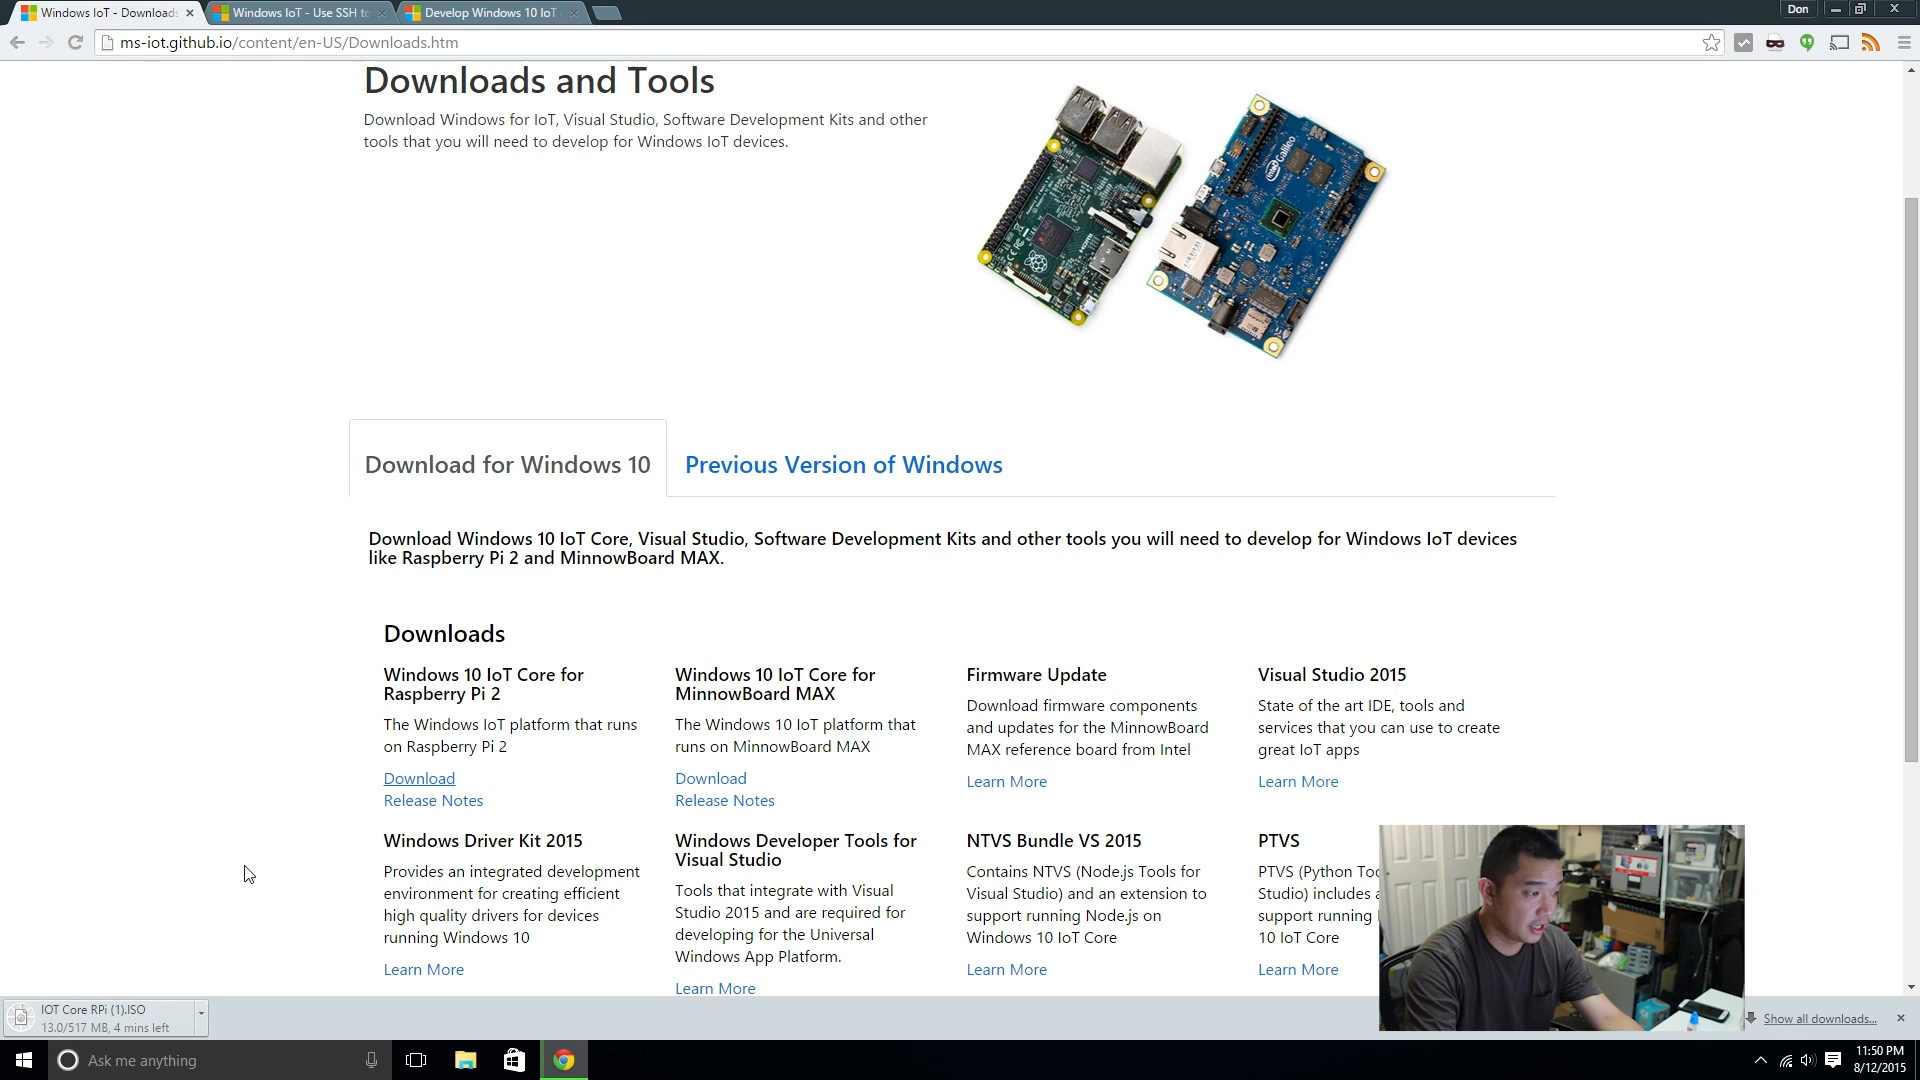 Windows IoT - Downloads
Windows IoT - Use SSH to
Develop Windows 10 IoT
Don
ms-iot.github.io/content/en-US/Downloads.htm
Downloads and Tools
Download Windows for IoT, Visual Studio, Software Development Kits and other
tools that you will need to develop for Windows IoT devices.
intel Galileo
HDMI
Download for Windows 10
Previous Version of Windows
Download Windows 10 IoT Core, Visual Studio, Software Development Kits and other tools you will need to develop for Windows IoT devices
like Raspberry Pi 2 and MinnowBoard MAX.
Downloads
Windows 10 IoT Core for
Raspberry Pi 2
The Windows IoT platform that runs
on Raspberry Pi 2
Download
Release Notes
Windows 10 IoT Core for
MinnowBoard MAX
The Windows 10 IoT platform that
runs on MinnowBoard MAX
Download
Release Notes
Firmware Update
Download firmware components
and updates for the MinnowBoard
MAX reference board from Intel
Learn More
Visual Studio 2015
State of the art IDE, tools and
services that you can use to create
great IoT apps
Learn More
Windows Driver Kit 2015
Provides an integrated development
environment for creating efficient
high quality drivers for devices
running Windows 10
Learn More
Windows Developer Tools for
Visual Studio
Tools that integrate with Visual
Studio 2015 and are required for
developing for the Universal
Windows App Platform.
Learn More
NTVS Bundle VS 2015
Contains NTVS (Node.js Tools for
Visual Studio) and an extension to
support running Node.js on
Windows 10 IoT Core
Learn More
PTVS
PTVS (Python Too
Studio) includes a
support running
10 IoT Core
Learn More
IOT Core RPi (1).ISO
13.0/517 MB, 4 mins left
Show all downloads...
Ask me anything
11:50 PM
8/12/2015